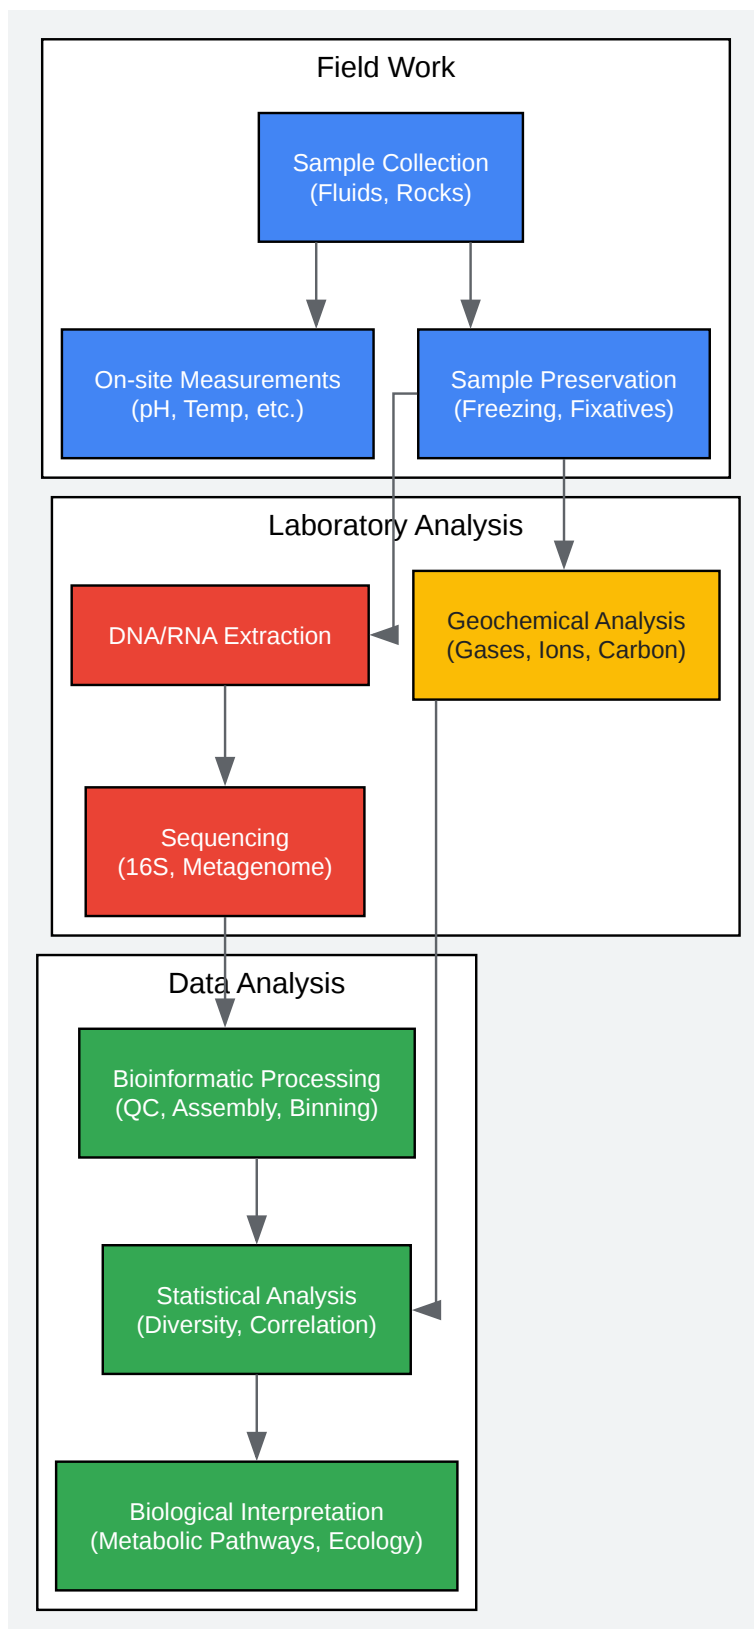 Field Work
Sample Collection
(Fluids, Rocks)
On-site Measurements
(pH, Temp, etc.)
Sample Preservation
(Freezing, Fixatives)
Laboratory Analysis
DNA/RNA Extraction
Geochemical Analysis
(Gases, Ions, Carbon)
Sequencing
(16S, Metagenome)
Data Analysis
Bioinformatic Processing
(QC, Assembly, Binning)
Statistical Analysis
(Diversity, Correlation)
Biological Interpretation
(Metabolic Pathways, Ecology)